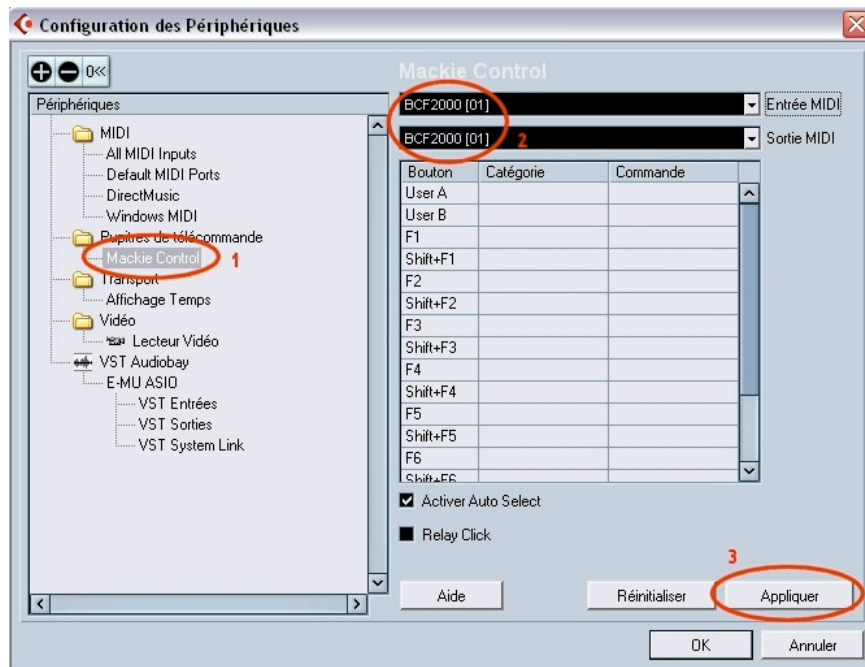 Configuration des Périphériques
Mackie Control
Périphériques
MIDI
All MIDI Inputs
Default MIDI Ports
DirectMusic
Windows MIDI
Pupitres de télécommande
Mackie Control 1
Transport
Affichage Temps
Vidéo
Lecteur Vidéo
VST Audiobay
E-MU ASIO
VST Entrées
VST Sorties
VST System Link
BCF2000 [01] Entrée MIDI
BCF2000 [01] 2 Sortie MIDI
Bouton Catégorie Commande
User A
User B
F1
Shift+F1
F2
Shift+F2
F3
Shift+F3
F4
Shift+F4
F5
Shift+F5
F6
Shift+F6
Activer Auto Select
Relay Click
3
Aide Réinitialiser Appliquer
OK Annuler